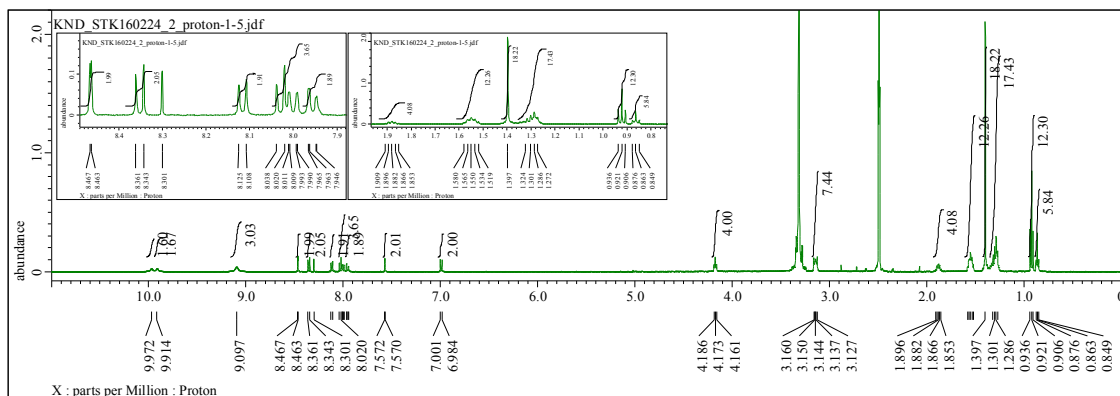 KND_STK160224_2_proton-1-5.jdf
KND_STK160224_2_proton-1-5.jdf
abundance
0 0.1
1.99 2.05 1.91 3.65 1.89
8.4 8.3 8.2 8.1 8.0 7.9
8.467 8.463 8.361 8.343 8.301 8.125 8.108 8.038 8.020 8.011 8.009 7.993 7.990 7.965 7.963 7.946
X : parts per Million : Proton
KND_STK160224_2_proton-1-5.jdf
abundance
0 1.0 2.0
4.08 12.26 18.22 17.43 12.30 5.84
1.9 1.8 1.7 1.6 1.5 1.4 1.3 1.2 1.1 1.0 0.9 0.8
1.909 1.896 1.882 1.866 1.853 1.580 1.565 1.550 1.534 1.519 1.397 1.324 1.301 1.286 1.272 0.936 0.921 0.906 0.876 0.863 0.849
abundance
0 1.0 2.0
1.67 3.03 1.99 2.05 1.91 3.65 1.89 2.01 2.00 4.00 7.44 4.08 12.26 18.22 17.43 12.30 5.84
10.0 9.0 8.0 7.0 6.0 5.0 4.0 3.0 2.0 1.0 0
9.972 9.914 9.097 8.467 8.463 8.361 8.343 8.301 8.020 7.572 7.570 7.001 6.984 4.186 4.173 4.161 3.160 3.150 3.144 3.137 3.127 1.896 1.882 1.866 1.853 1.397 1.301 1.286 0.936 0.921 0.906 0.876 0.863 0.849
X : parts per Million : Proton